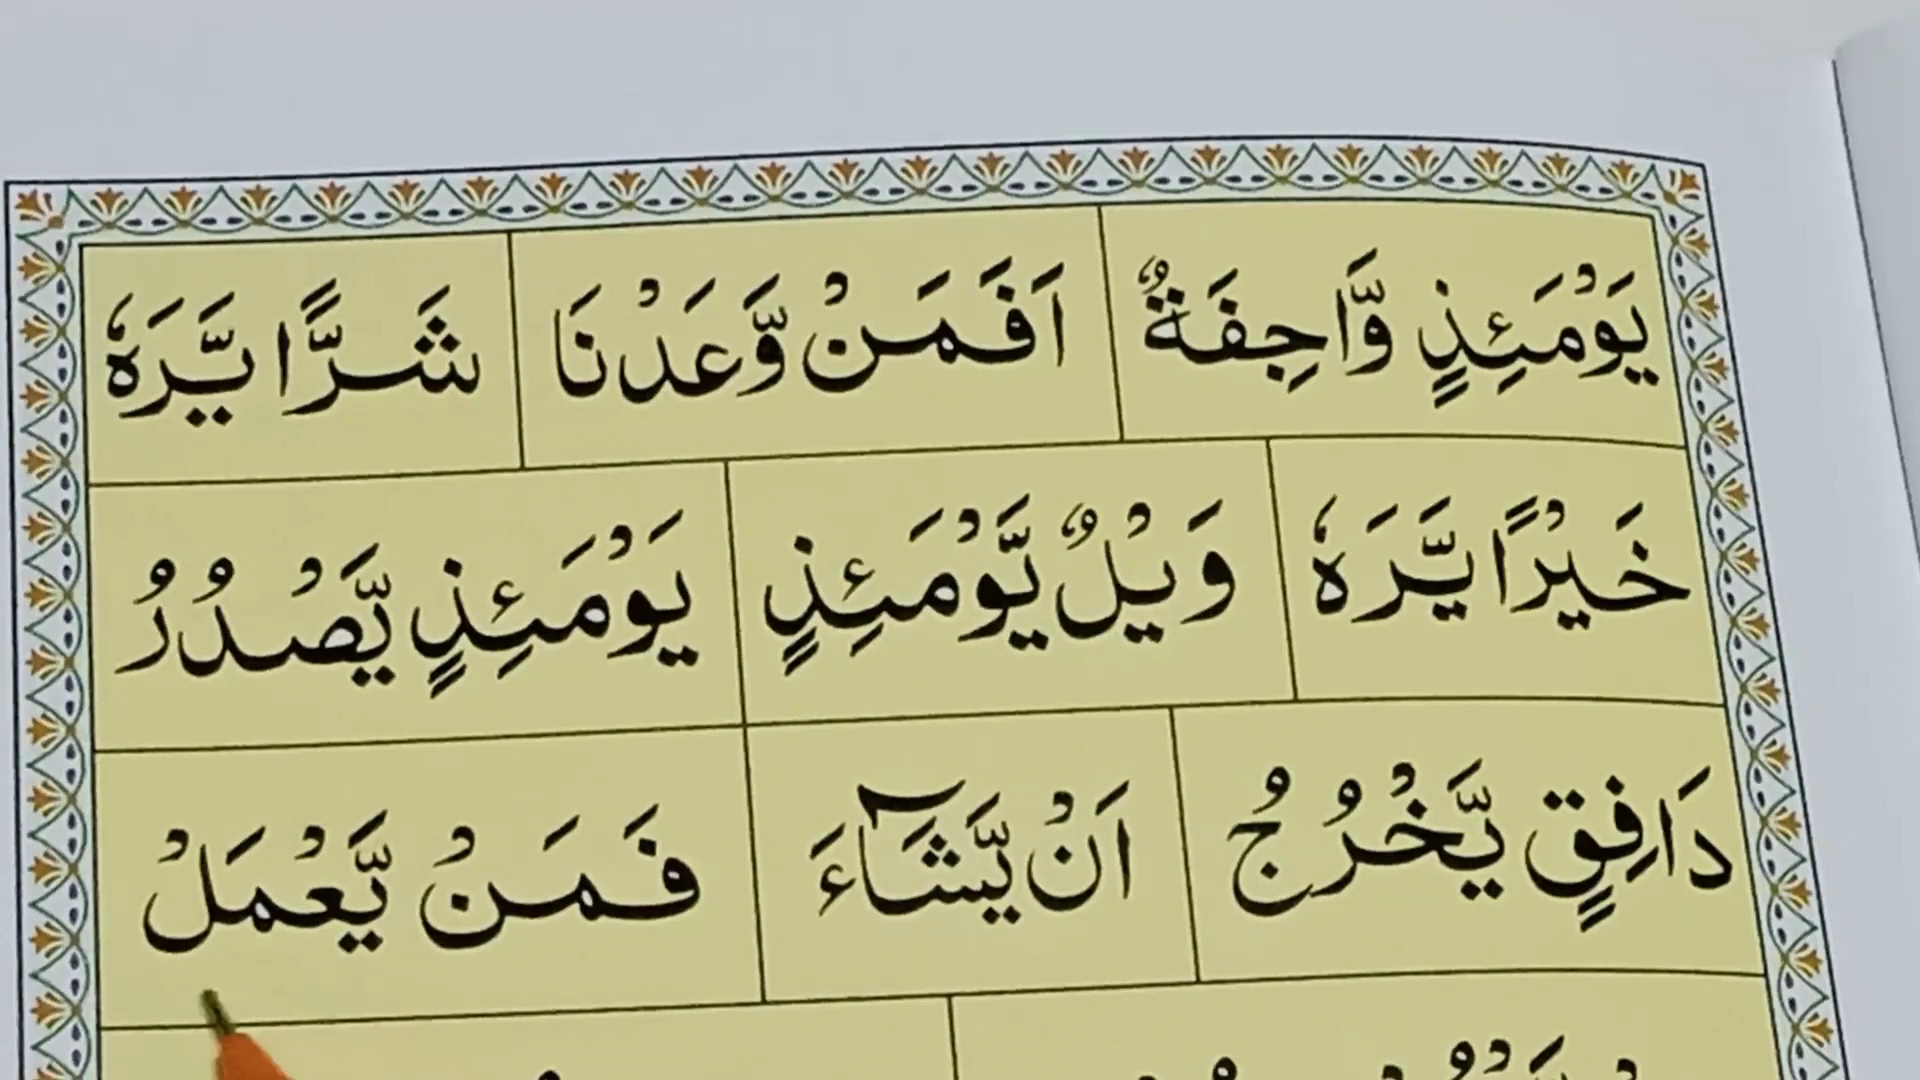 يَوْمَئِذٍ وَّاجِفَةٌ اَفَمَنْ وَّعَدْنَا شَرًّا يَّرَهٗ
خَيْرًا يَّرَهٗ وَيْلٌ يَّوْمَئِذٍ يَوْمَئِذٍ يَّصْدُرُ
دَافِقٍ يَّخْرُجُ اَنْ يَّشَآءَ فَمَنْ يَّعْمَلْ